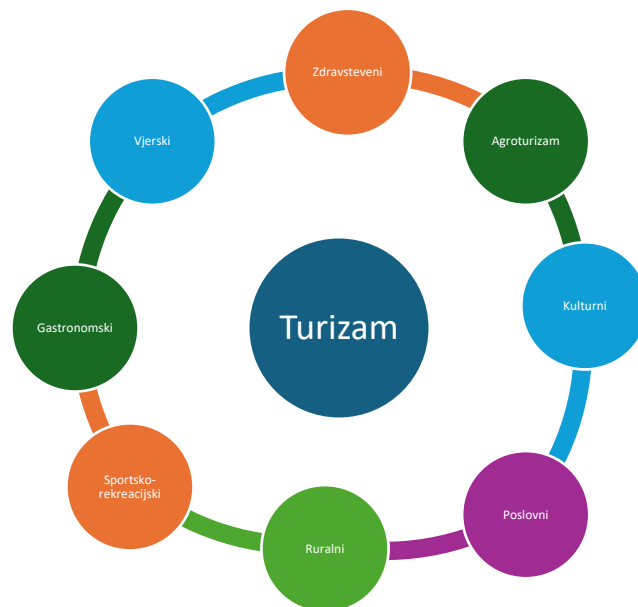 Zdravsteveni
Agroturizam
Kulturni
Poslovni
Ruralni
Sportsko-
rekreacijski
Gastronomski
Vjerski
Turizam